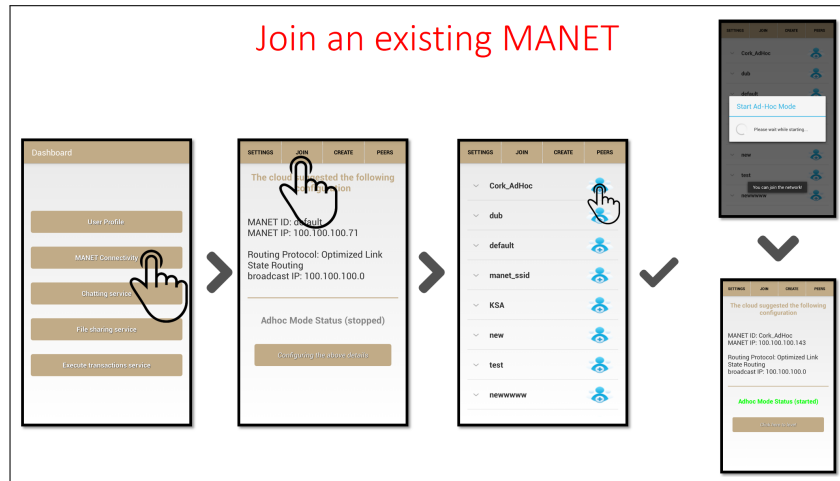 Join an existing MANET
Dashboard
User Profile
MANET Connectivity
Chatting service
File sharing service
Execute transactions service
SETTINGS JOIN CREATE PEERS
The cloud suggested the following
configuration
MANET ID: default
MANET IP: 100.100.100.71
Routing Protocol: Optimized Link
State Routing
broadcast IP: 100.100.100.0
Adhoc Mode Status (stopped)
Configuring the above details
SETTINGS JOIN CREATE PEERS
Cork_AdHoc
dub
default
manet_ssid
KSA
new
test
newwwww
SETTINGS JOIN CREATE PEERS
Cork_AdHoc
dub
default
Start Ad-Hoc Mode
Please wait while starting...
new
test
You can join the network!
newwwww
SETTINGS JOIN CREATE PEERS
The cloud suggested the following
configuration
MANET ID: Cork_AdHoc
MANET IP: 100.100.100.143
Routing Protocol: Optimized Link
State Routing
broadcast IP: 100.100.100.0
Adhoc Mode Status (started)